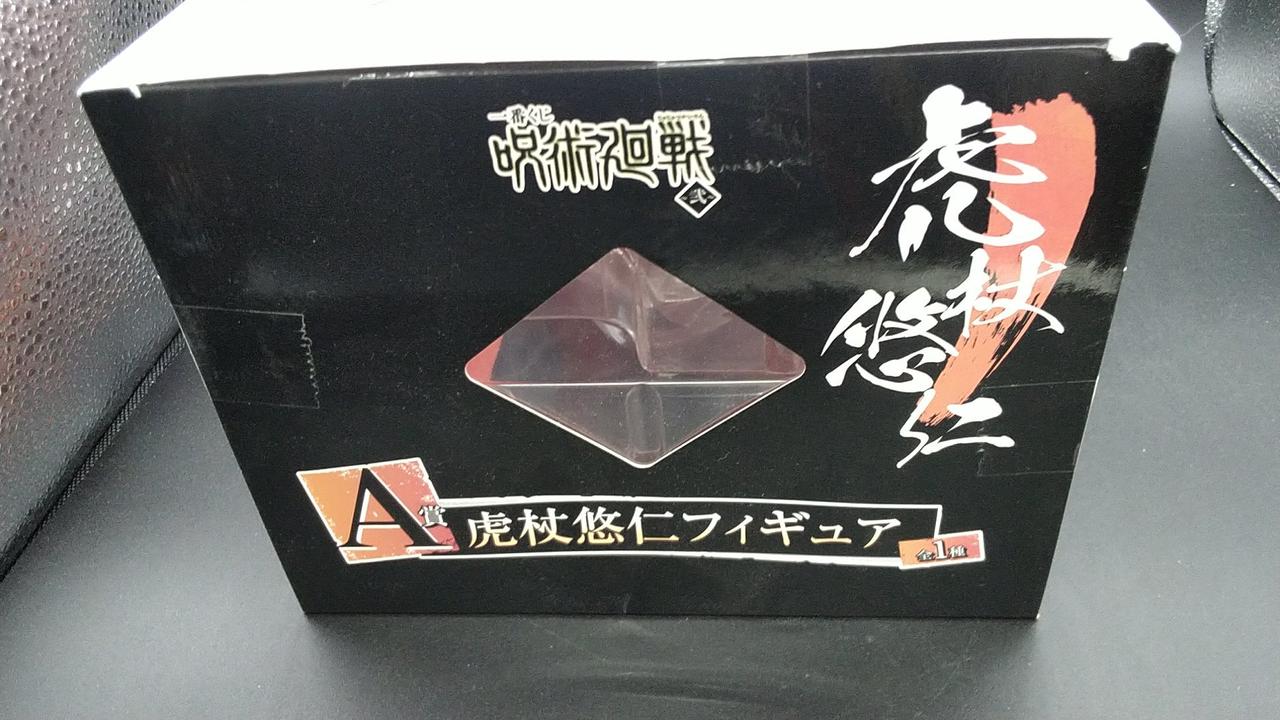 一番くじ
呪術廻戦
弐
虎杖
悠仁
A賞
虎杖悠仁フィギュア
全1種